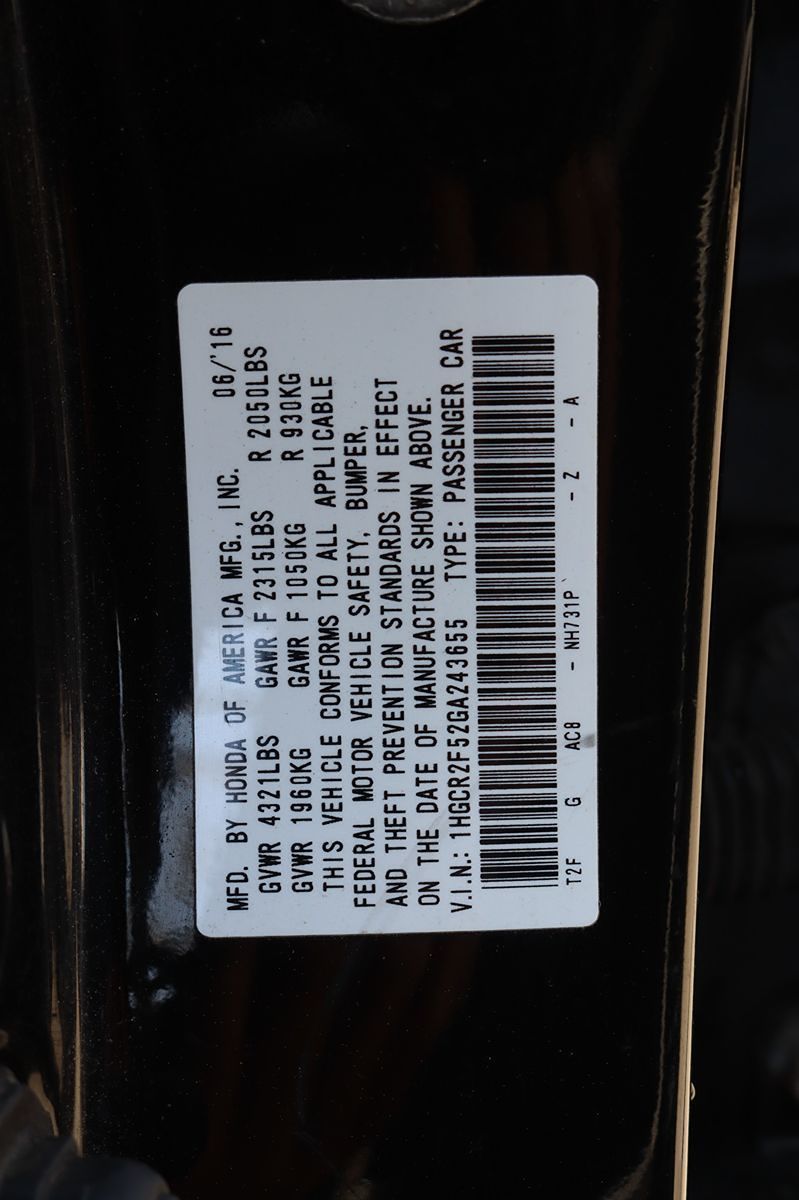 MFD. BY HONDA OF AMERICA MFG., INC. 06/'16
GVWR 4321LBS GAWR F 2315LBS R 2050LBS
GVWR 1960KG GAWR F 1050KG R 930KG
THIS VEHICLE CONFORMS TO ALL APPLICABLE
FEDERAL MOTOR VEHICLE SAFETY, BUMPER,
AND THEFT PREVENTION STANDARDS IN EFFECT
ON THE DATE OF MANUFACTURE SHOWN ABOVE.
V.I.N.: 1HGCR2F52GA243655 TYPE: PASSENGER CAR
T2F G AC8 - NH731P - Z - A